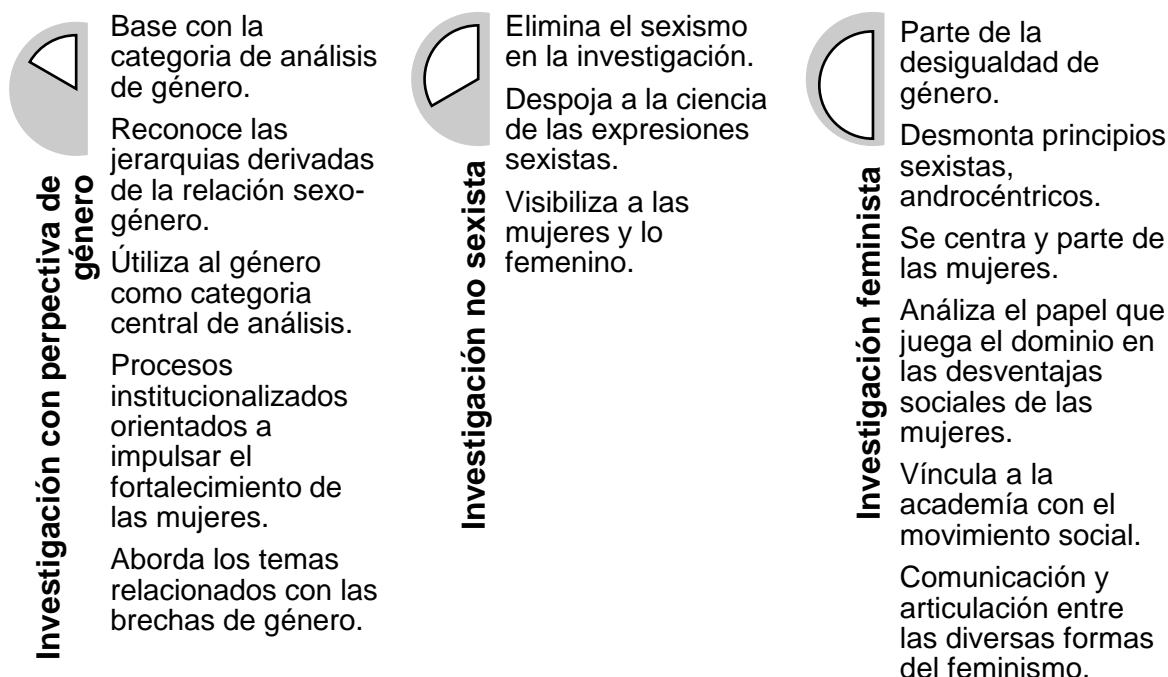 Investigación con perpectiva de
género
Base con la
categoria de análisis
de género.
Reconoce las
jerarquias derivadas
de la relación sexo-
género.
Útiliza al género
como categoria
central de análisis.
Procesos
institucionalizados
orientados a
impulsar el
fortalecimiento de
las mujeres.
Aborda los temas
relacionados con las
brechas de género.
Investigación no sexista
Elimina el sexismo
en la investigación.
Despoja a la ciencia
de las expresiones
sexistas.
Visibiliza a las
mujeres y lo
femenino.
Investigación feminista
Parte de la
desigualdad de
género.
Desmonta principios
sexistas,
androcéntricos.
Se centra y parte de
las mujeres.
Análiza el papel que
juega el dominio en
las desventajas
sociales de las
mujeres.
Víncula a la
academía con el
movimiento social.
Comunicación y
articulación entre
las diversas formas
del feminismo.